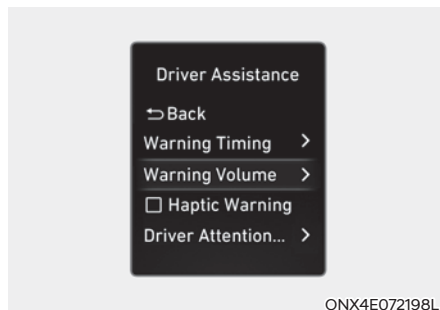 Driver Assistance
Back
Warning Timing
Warning Volume
Haptic Warning
Driver Attention...
ONX4E072198L